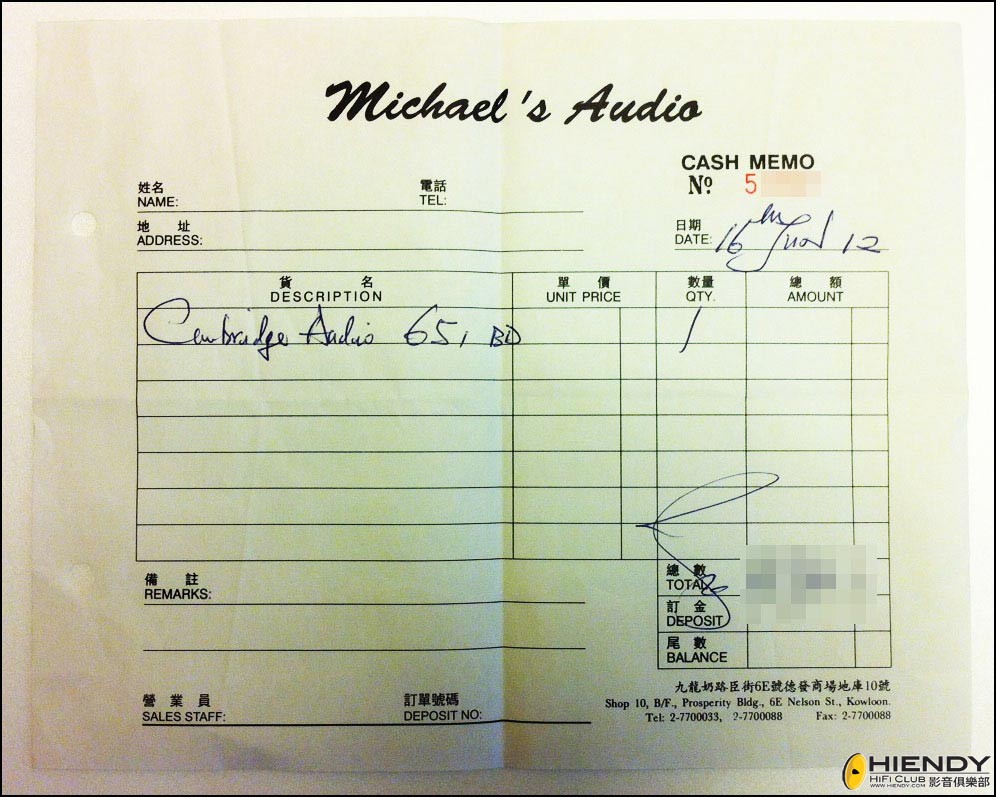 Michael's Audio
CASH MEMO
Nº 5
姓名 電話
NAME: TEL:
地址 日期
ADDRESS: DATE: 16th Jun 12
貨名 單價 數量 總額
DESCRIPTION UNIT PRICE QTY. AMOUNT
Cambridge Audio 651 BD 1
總數
TOTAL
備註
REMARKS:
訂金
DEPOSIT
尾數
BALANCE
九龍奶路臣街6E號德發商場地庫10號
營業員 訂單號碼
SALES STAFF: DEPOSIT NO:
Shop 10, B/F., Prosperity Bldg., 6E Nelson St., Kowloon.
Tel: 2-7700033, 2-7700088 Fax: 2-7700088
HIENDY
HiFi CLUB 影音俱樂部
WWW.HIENDY.COM